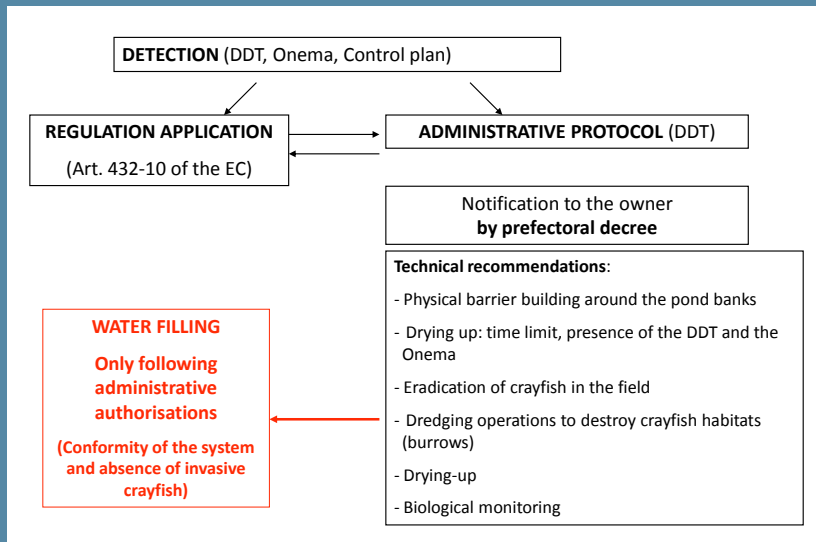 DETECTION (DDT, Onema, Control plan)
REGULATION APPLICATION
(Art. 432-10 of the EC)
ADMINISTRATIVE PROTOCOL (DDT)
Notification to the owner
by prefectoral decree
Technical recommendations:
- Physical barrier building around the pond banks
- Drying up: time limit, presence of the DDT and the
Onema
- Eradication of crayfish in the field
- Dredging operations to destroy crayfish habitats
(burrows)
- Drying-up
- Biological monitoring
WATER FILLING
Only following
administrative
authorisations
(Conformity of the system
and absence of invasive
crayfish)